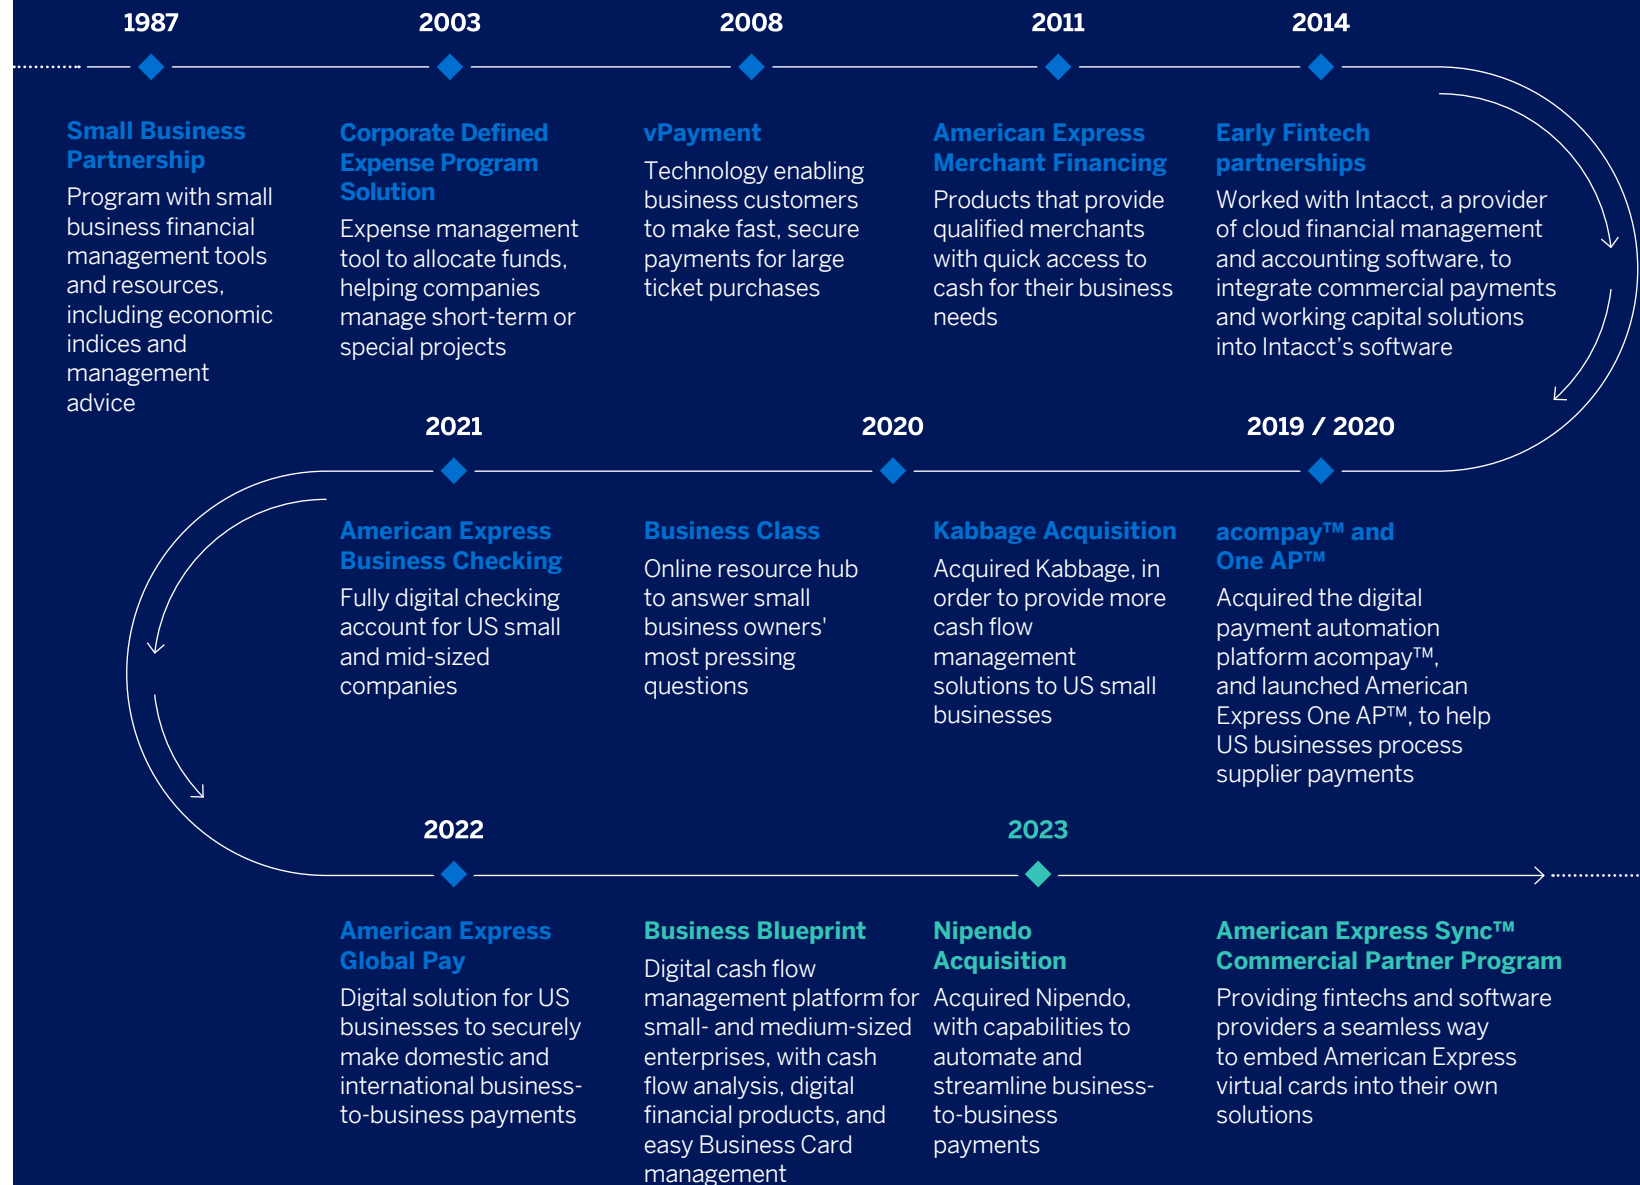 1987
Small Business
Partnership
Program with small
business financial
management tools
and resources,
including economic
indices and
management
advice
2003
Corporate Defined
Expense Program
Solution
Expense management
tool to allocate funds,
helping companies
manage short-term or
special projects
2008
vPayment
Technology enabling
business customers
to make fast, secure
payments for large
ticket purchases
2011
American Express
Merchant Financing
Products that provide
qualified merchants
with quick access to
cash for their business
needs
2014
Early Fintech
partnerships
Worked with Intacct, a provider
of cloud financial management
and accounting software, to
integrate commercial payments
and working capital solutions
into Intacct’s software
2019 / 2020
acompay™ and
One AP™
Acquired the digital
payment automation
platform acompay™,
and launched American
Express One AP™, to help
US businesses process
supplier payments
2020
Kabbage Acquisition
Acquired Kabbage, in
order to provide more
cash flow
management
solutions to US small
businesses
Business Class
Online resource hub
to answer small
business owners'
most pressing
questions
2021
American Express
Business Checking
Fully digital checking
account for US small
and mid-sized
companies
2022
American Express
Global Pay
Digital solution for US
businesses to securely
make domestic and
international business-
to-business payments
2023
Business Blueprint
Digital cash flow
management platform for
small- and medium-sized
enterprises, with cash
flow analysis, digital
financial products, and
easy Business Card
management
Nipendo
Acquisition
Acquired Nipendo,
with capabilities to
automate and
streamline business-
to-business
payments
American Express Sync™
Commercial Partner Program
Providing fintechs and software
providers a seamless way
to embed American Express
virtual cards into their own
solutions